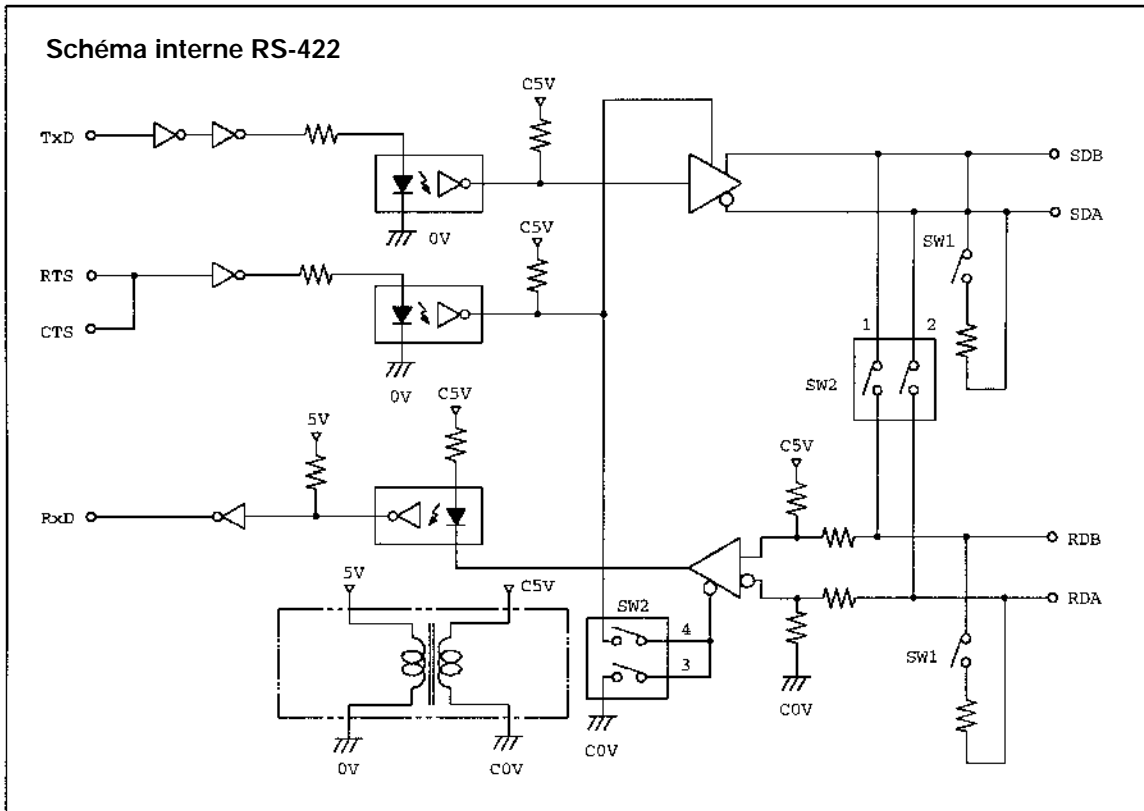 Schéma interne RS-422
C5V
TxD
SDB
0V
SDA
C5V
SW1
RTS
CTS
1 2
SW2
0V
C5V
5V
C5V
RxD
RDB
5V
C5V
SW2
RDA
4
3
SW1
C0V
0V
C0V
C0V